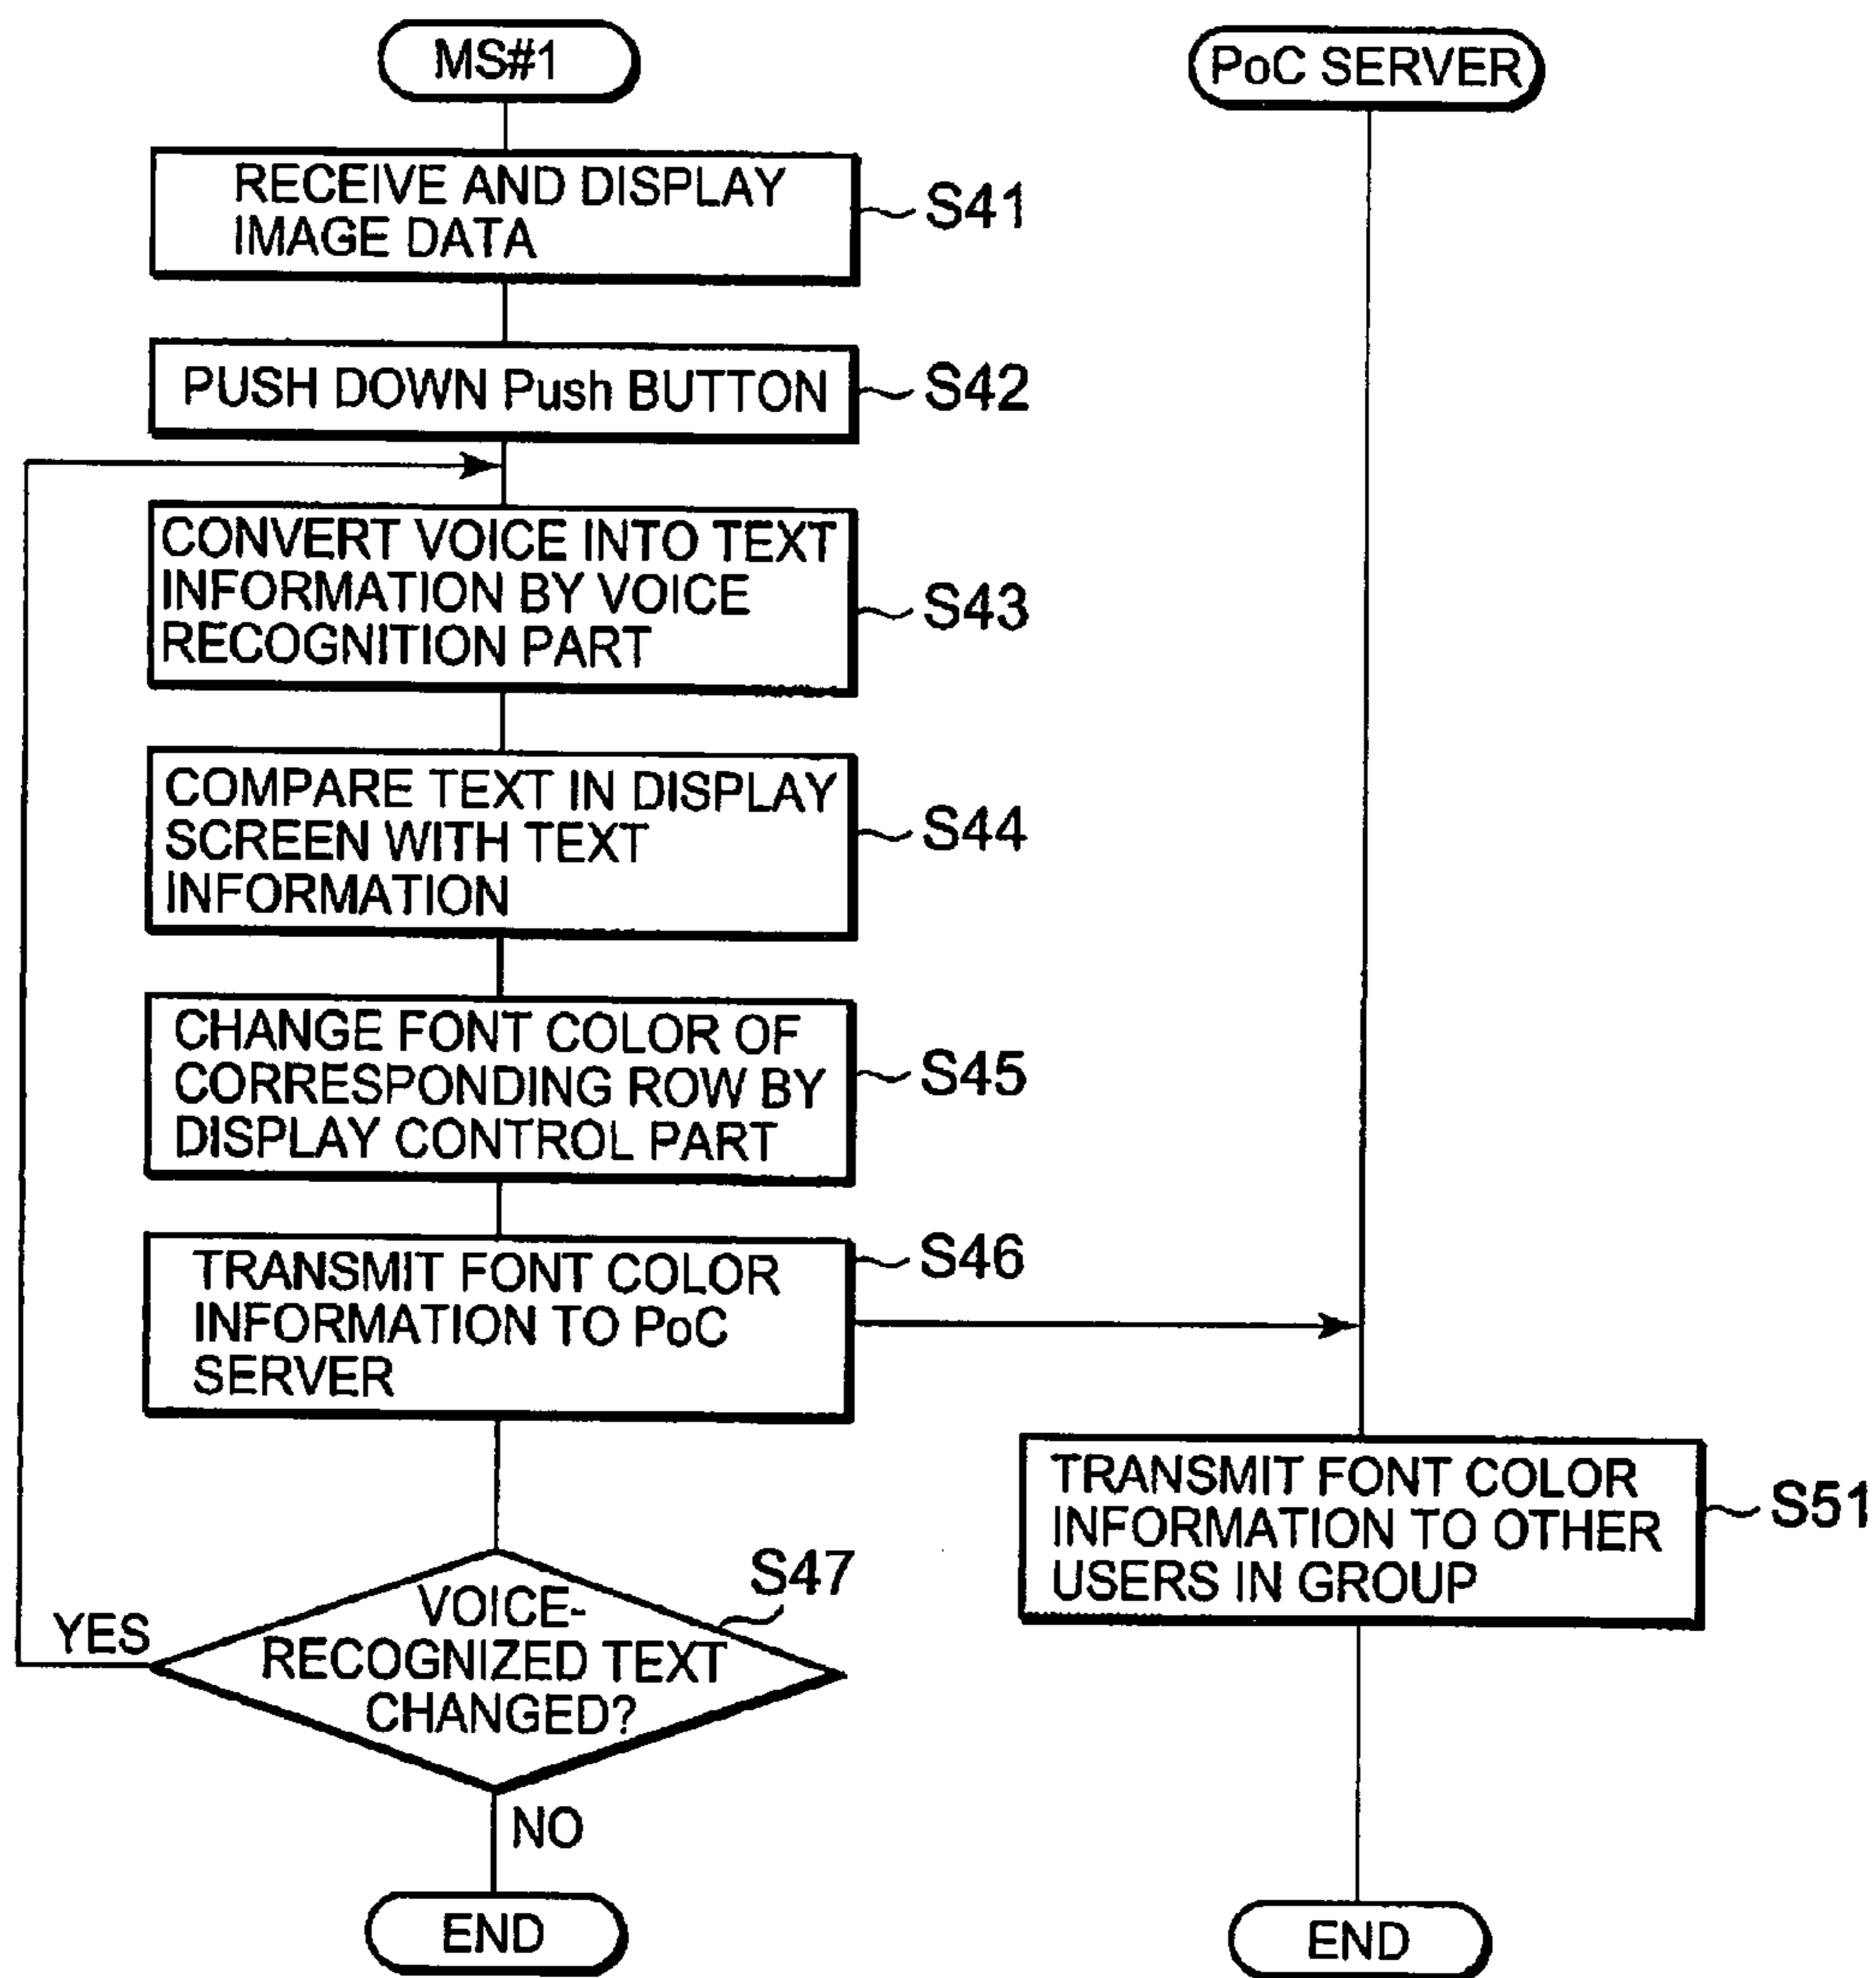 MS#1
RECEIVE AND DISPLAY
IMAGE DATA
S41
PUSH DOWN Push BUTTON
S42
CONVERT VOICE INTO TEXT
INFORMATION BY VOICE
RECOGNITION PART
S43
COMPARE TEXT IN DISPLAY
SCREEN WITH TEXT
INFORMATION
S44
CHANGE FONT COLOR OF
CORRESPONDING ROW BY
DISPLAY CONTROL PART
S45
TRANSMIT FONT COLOR
INFORMATION TO PoC
SERVER
S46
VOICE-
RECOGNIZED TEXT
CHANGED?
S47
YES
NO
END
PoC SERVER
TRANSMIT FONT COLOR
INFORMATION TO OTHER
USERS IN GROUP
S51
END